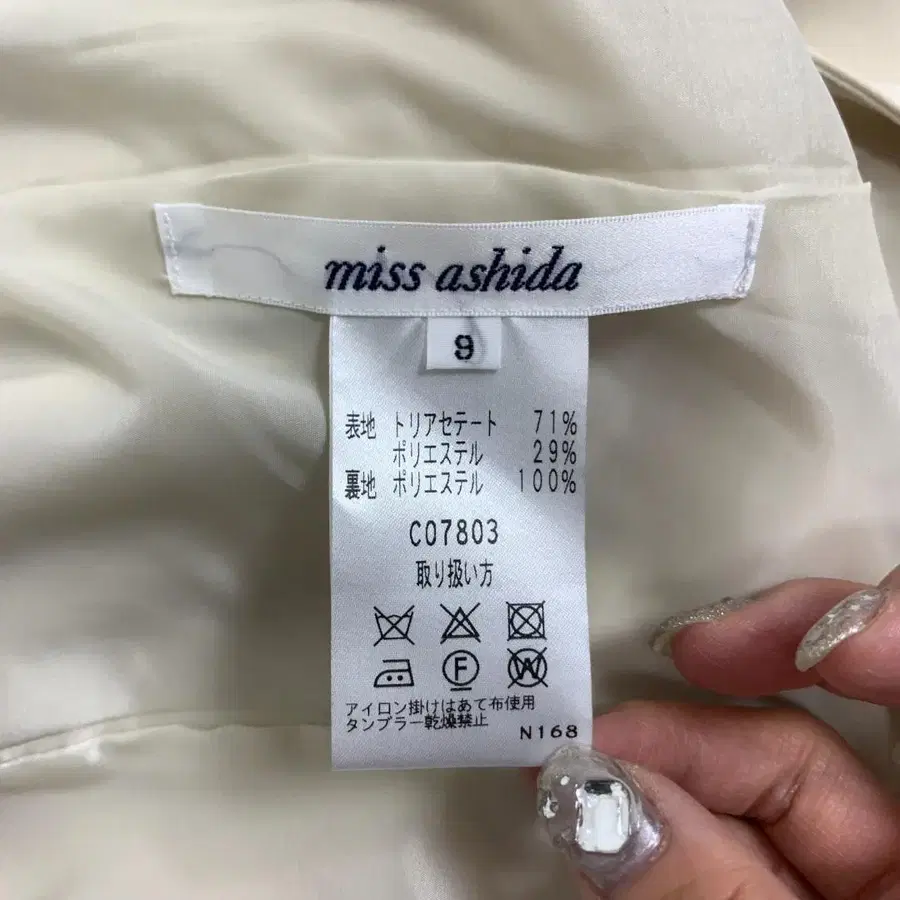 miss ashida
9
表地 トリアセテート 71%
ポリエステル 29%
裏地 ポリエステル 100%
C07803
取り扱い方
F W
アイロン掛けはあて布使用
タンブラー乾燥禁止
N168